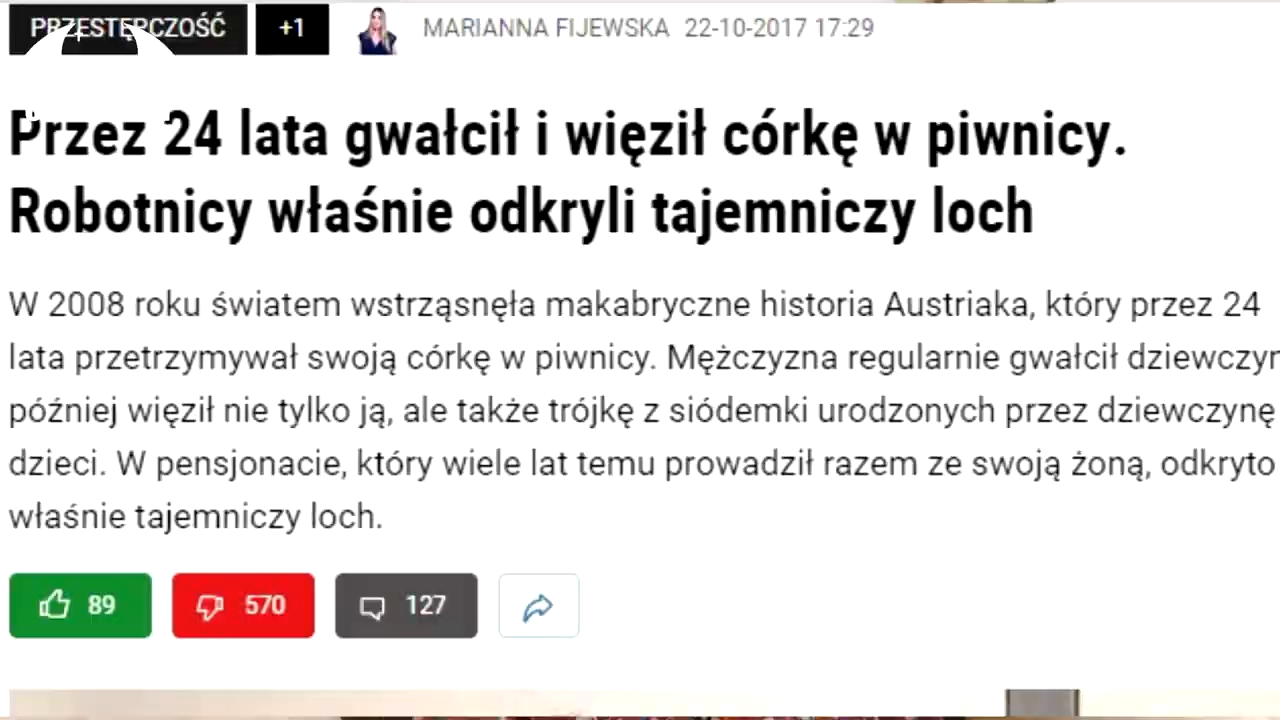 PRZESTĘPCZOŚĆ +1 MARIANNA FIJEWSKA 22-10-2017 17:29
Przez 24 lata gwałcił i więził córkę w piwnicy.
Robotnicy właśnie odkryli tajemniczy loch
W 2008 roku światem wstrząsnęła makabryczne historia Austriaka, który przez 24
lata przetrzymywał swoją córkę w piwnicy. Mężczyzna regularnie gwałcił
później więził nie tylko ją, ale także trójkę z siódemki urodzonych przez dziewczynę
dzieci. W pensjonacie, który wiele lat temu prowadził razem ze swoją żoną, odkryto
właśnie tajemniczy loch.
89 570 127